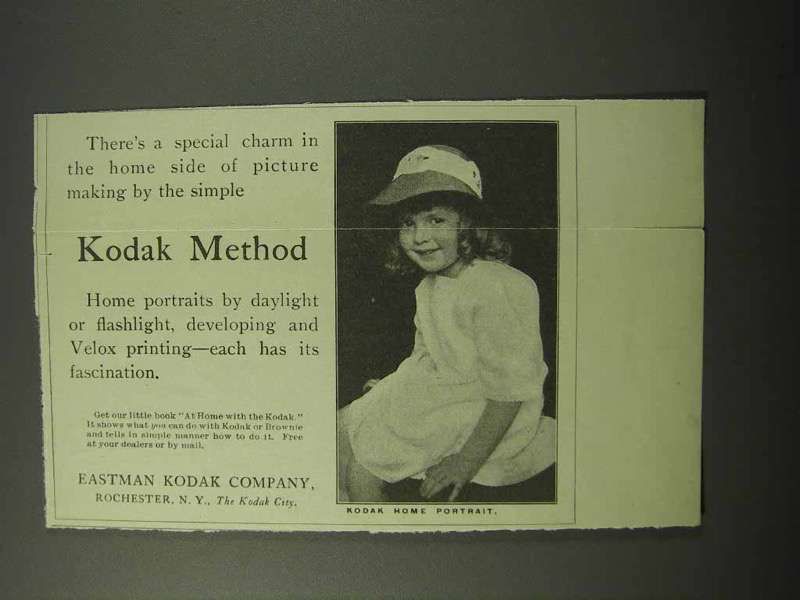 There's a special charm in
the home side of picture
making by the simple
Kodak Method
Home portraits by daylight
or flashlight, developing and
Velox printing—each has its
fascination.
Get our little book "At Home with the Kodak."
It shows what you can do with Kodak or Brownie
and tells in simple manner how to do it. Free
at your dealers or by mail.
EASTMAN KODAK COMPANY,
ROCHESTER, N. Y., The Kodak City.
KODAK HOME PORTRAIT.